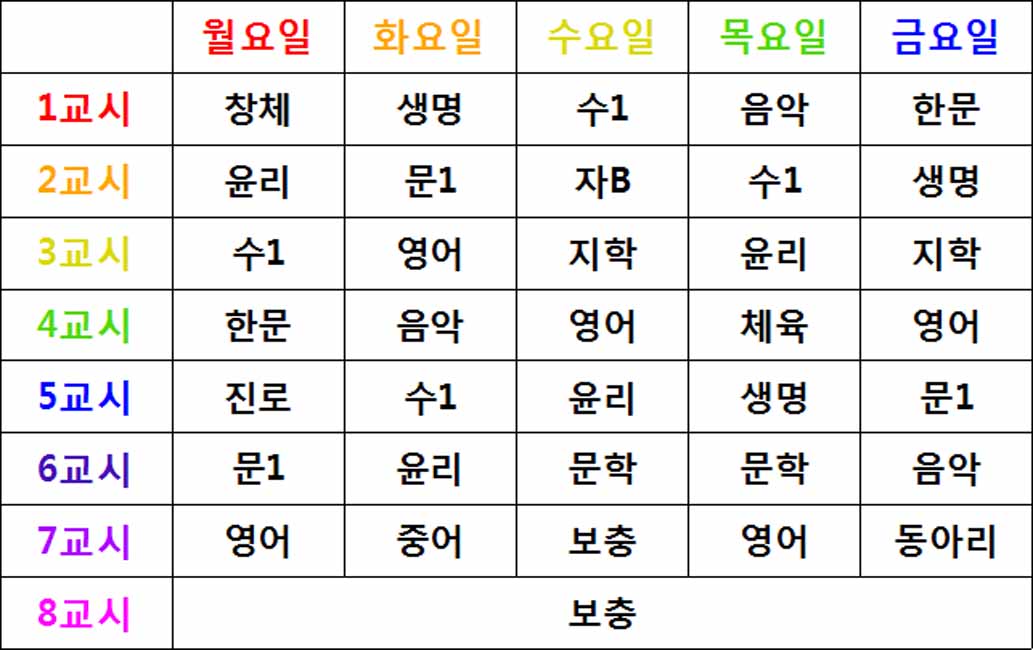 월요일 화요일 수요일 목요일 금요일
1교시 창체 생명 수1 음악 한문
2교시 윤리 문1 자B 수1 생명
3교시 수1 영어 지학 윤리 지학
4교시 한문 음악 영어 체육 영어
5교시 진로 수1 윤리 생명 문1
6교시 문1 윤리 문학 문학 음악
7교시 영어 중어 보충 영어 동아리
8교시 보충